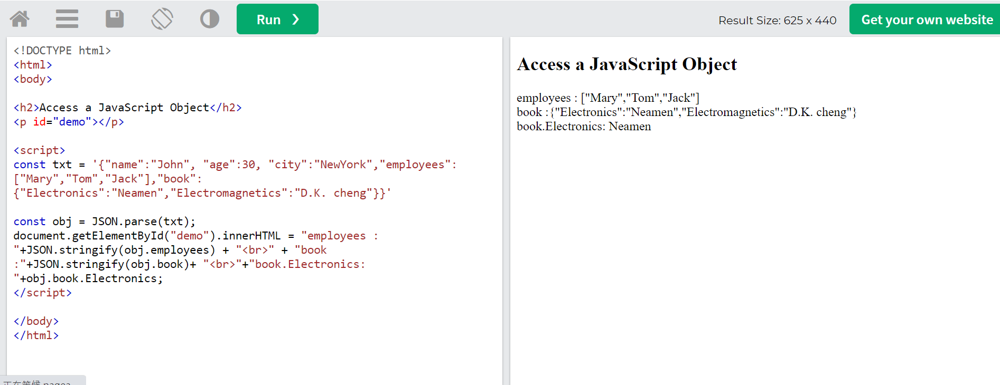 Run ❯
Result Size: 625 x 440
Get your own website
<!DOCTYPE html>
<html>
<body>
<h2>Access a JavaScript Object</h2>
<p id="demo"></p>
<script>
const txt = '{"name":"John", "age":30, "city":"NewYork","employees":
["Mary","Tom","Jack"],"book":
{"Electronics":"Neamen","Electromagnetics":"D.K. cheng"}}'
const obj = JSON.parse(txt);
document.getElementById("demo").innerHTML = "employees :
"+JSON.stringify(obj.employees) + "<br>" + "book
:"+JSON.stringify(obj.book)+ "<br>"+"book.Electronics:
"+obj.book.Electronics;
</script>
</body>
</html>
Access a JavaScript Object
employees : ["Mary","Tom","Jack"]
book :{"Electronics":"Neamen","Electromagnetics":"D.K. cheng"}
book.Electronics: Neamen
正在等候